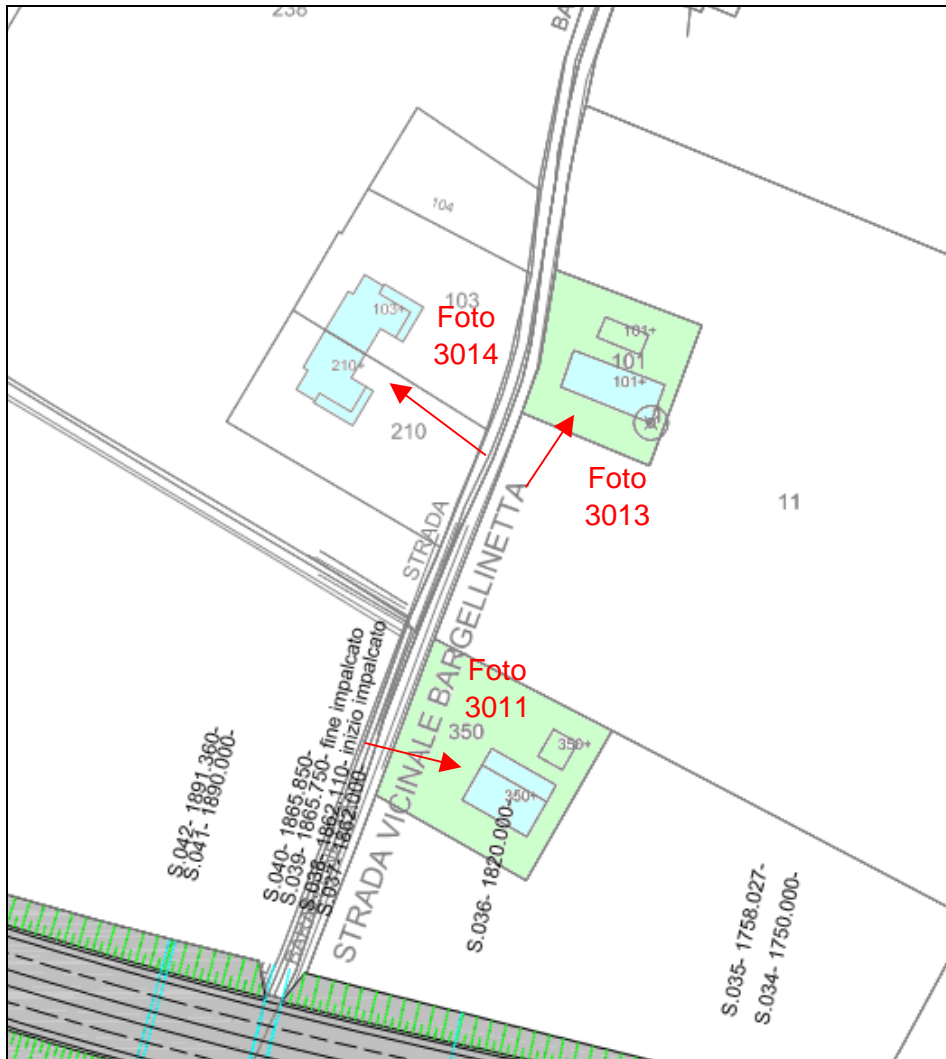 238
BA
104
103
103+
Foto
3014
210+
210
101+
101
101+
Foto
3013
11
STRADA
STRADA VICINALE BARGELLINETTA
Foto
3011
350
350+
350+
S.042- 1891.360-
S.041- 1890.000-
S.040- 1865.850-
S.039- 1865.750- fine impalcato
S.038- 1862.110- inizio impalcato
S.037- 1862.000-
S.036- 1820.000-
S.035- 1758.027-
S.034- 1750.000-